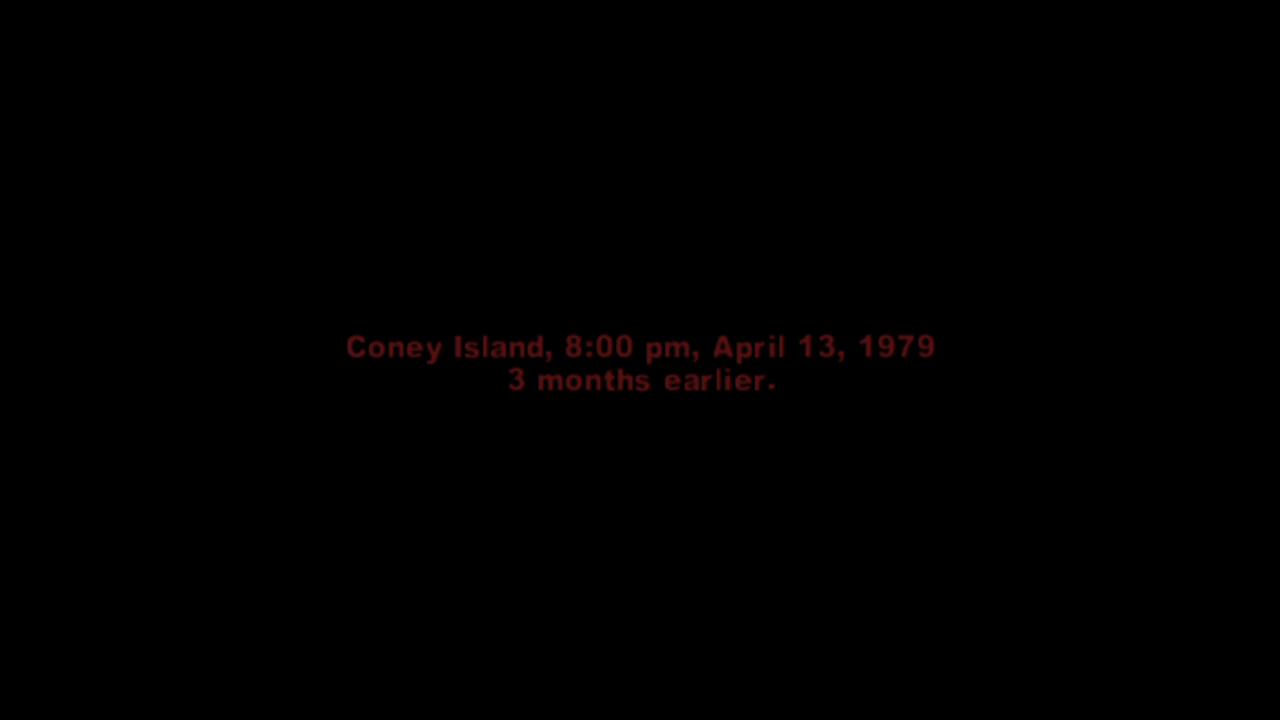 Coney Island, 8:00 pm, April 13, 1979
3 months earlier.